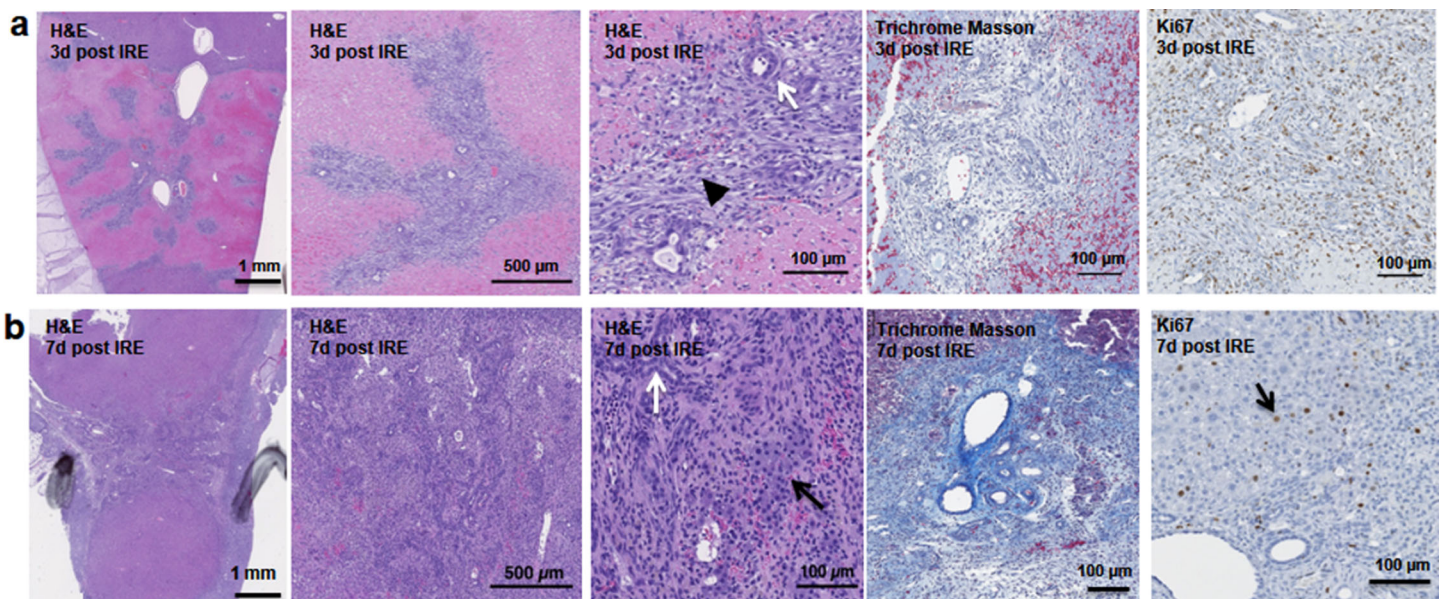 a
H&E
3d post IRE
1 mm
H&E
3d post IRE
500 µm
H&E
3d post IRE
100 µm
Trichrome Masson
3d post IRE
100 µm
Ki67
3d post IRE
100 µm
b
H&E
7d post IRE
1 mm
H&E
7d post IRE
500 µm
H&E
7d post IRE
100 µm
Trichrome Masson
7d post IRE
100 µm
Ki67
7d post IRE
100 µm